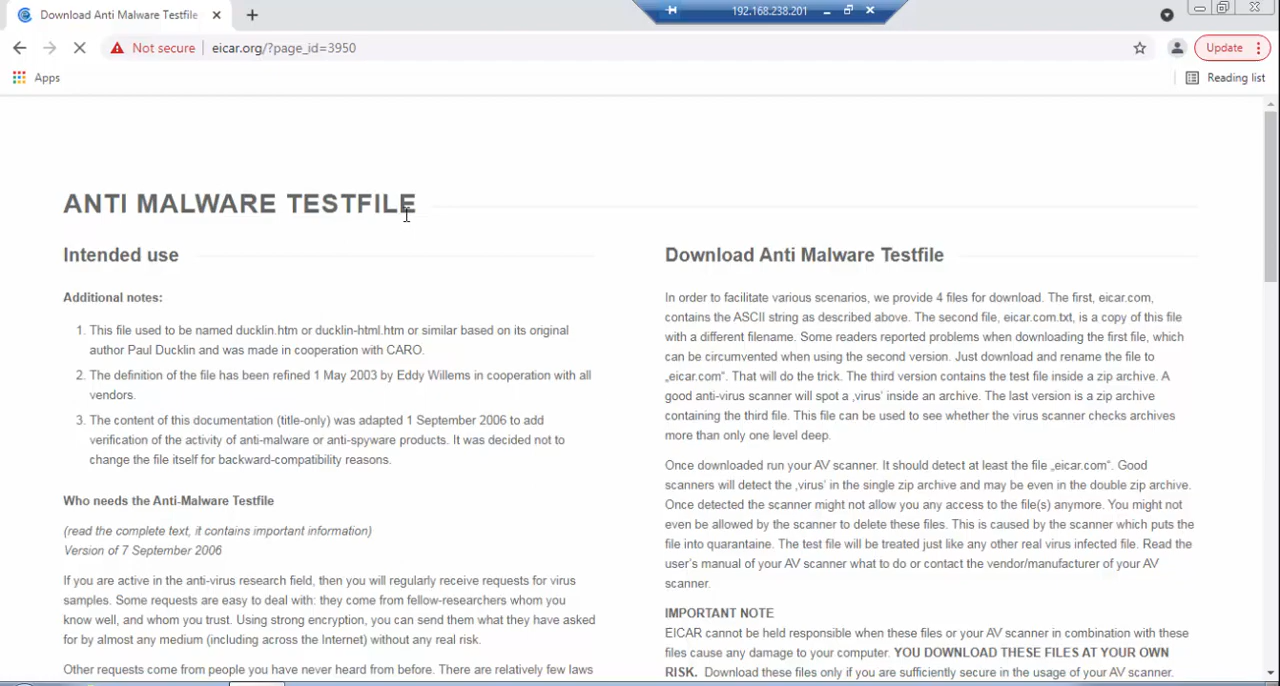 Download Anti Malware Testfile
192.168.238.201
Not secure
eicar.org/?page_id=3950
Update
Apps
Reading list
ANTI MALWARE TESTFILE
Intended use
Additional notes:
1. This file used to be named ducklin.htm or ducklin-html.htm or similar based on its original
author Paul Ducklin and was made in cooperation with CARO.
2. The definition of the file has been refined 1 May 2003 by Eddy Willems in cooperation with all
vendors.
3. The content of this documentation (title-only) was adapted 1 September 2006 to add
verification of the activity of anti-malware or anti-spyware products. It was decided not to
change the file itself for backward-compatibility reasons.
Who needs the Anti-Malware Testfile
(read the complete text, it contains important information)
Version of 7 September 2006
If you are active in the anti-virus research field, then you will regularly receive requests for virus
samples. Some requests are easy to deal with: they come from fellow-researchers whom you
know well, and whom you trust. Using strong encryption, you can send them what they have asked
for by almost any medium (including across the Internet) without any real risk.
Other requests come from people you have never heard from before. There are relatively few laws
Download Anti Malware Testfile
In order to facilitate various scenarios, we provide 4 files for download. The first, eicar.com,
contains the ASCII string as described above. The second file, eicar.com.txt, is a copy of this file
with a different filename. Some readers reported problems when downloading the first file, which
can be circumvented when using the second version. Just download and rename the file to
„eicar.com“. That will do the trick. The third version contains the test file inside a zip archive. A
good anti-virus scanner will spot a ‚virus’ inside an archive. The last version is a zip archive
containing the third file. This file can be used to see whether the virus scanner checks archives
more than only one level deep.
Once downloaded run your AV scanner. It should detect at least the file „eicar.com“. Good
scanners will detect the ‚virus’ in the single zip archive and may be even in the double zip archive.
Once detected the scanner might not allow you any access to the file(s) anymore. You might not
even be allowed by the scanner to delete these files. This is caused by the scanner which puts the
file into quarantaine. The test file will be treated just like any other real virus infected file. Read the
user’s manual of your AV scanner what to do or contact the vendor/manufacturer of your AV
scanner.
IMPORTANT NOTE
EICAR cannot be held responsible when these files or your AV scanner in combination with these
files cause any damage to your computer. YOU DOWNLOAD THESE FILES AT YOUR OWN
RISK. Download these files only if you are sufficiently secure in the usage of your AV scanner.